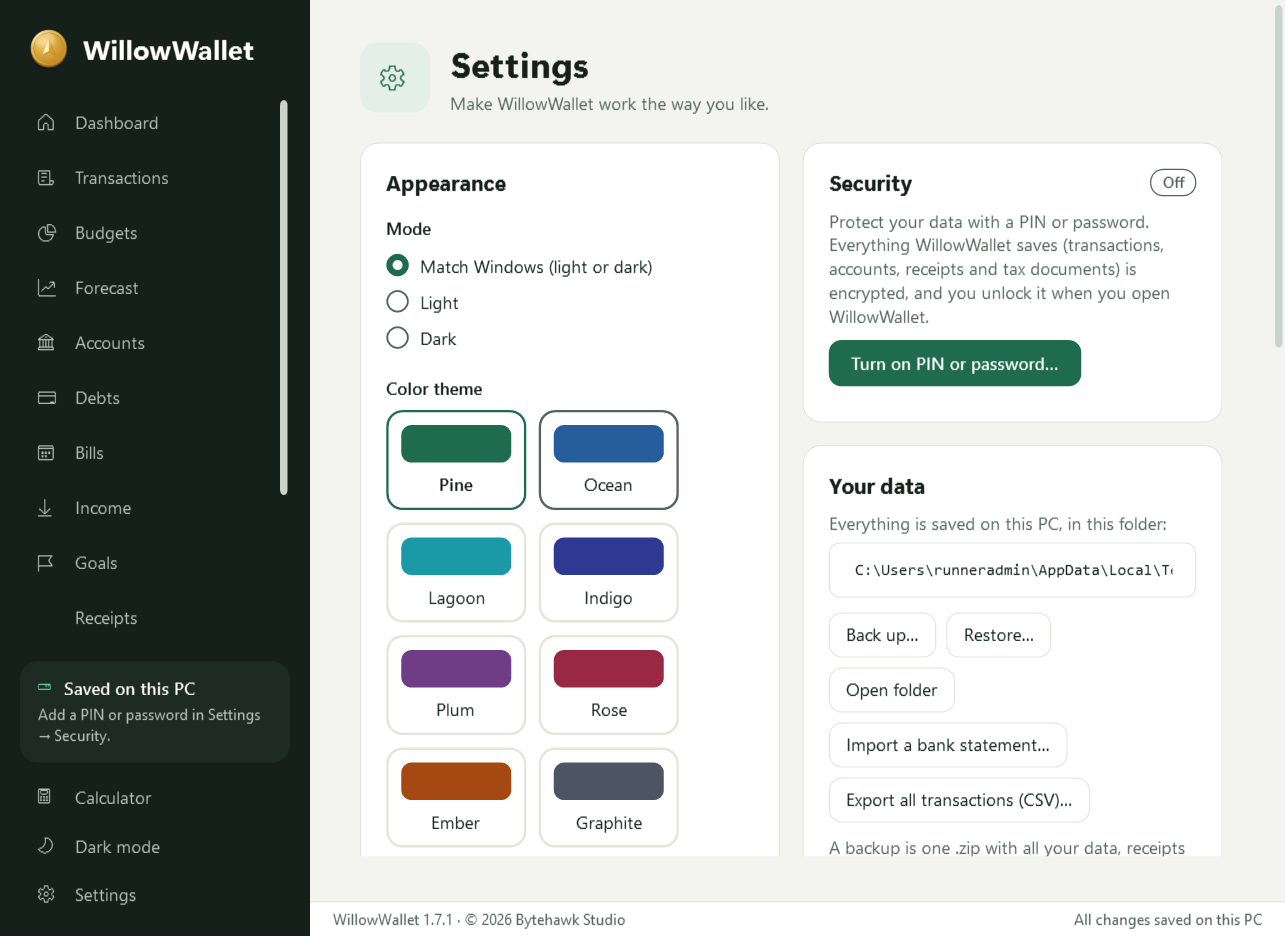 WillowWallet
Dashboard
Transactions
Budgets
Forecast
Accounts
Debts
Bills
Income
Goals
Receipts
Saved on this PC
Add a PIN or password in Settings
→ Security.
Calculator
Dark mode
Settings
Settings
Make WillowWallet work the way you like.
Appearance
Mode
Match Windows (light or dark)
Light
Dark
Color theme
Pine
Ocean
Lagoon
Indigo
Plum
Rose
Ember
Graphite
Security
Off
Protect your data with a PIN or password.
Everything WillowWallet saves (transactions,
accounts, receipts and tax documents) is
encrypted, and you unlock it when you open
WillowWallet.
Turn on PIN or password...
Your data
Everything is saved on this PC, in this folder:
C:\Users\runneradmin\AppData\Local\Te
Back up...
Restore...
Open folder
Import a bank statement...
Export all transactions (CSV)...
A backup is one .zip with all your data, receipts
WillowWallet 1.7.1 · © 2026 Bytehawk Studio
All changes saved on this PC